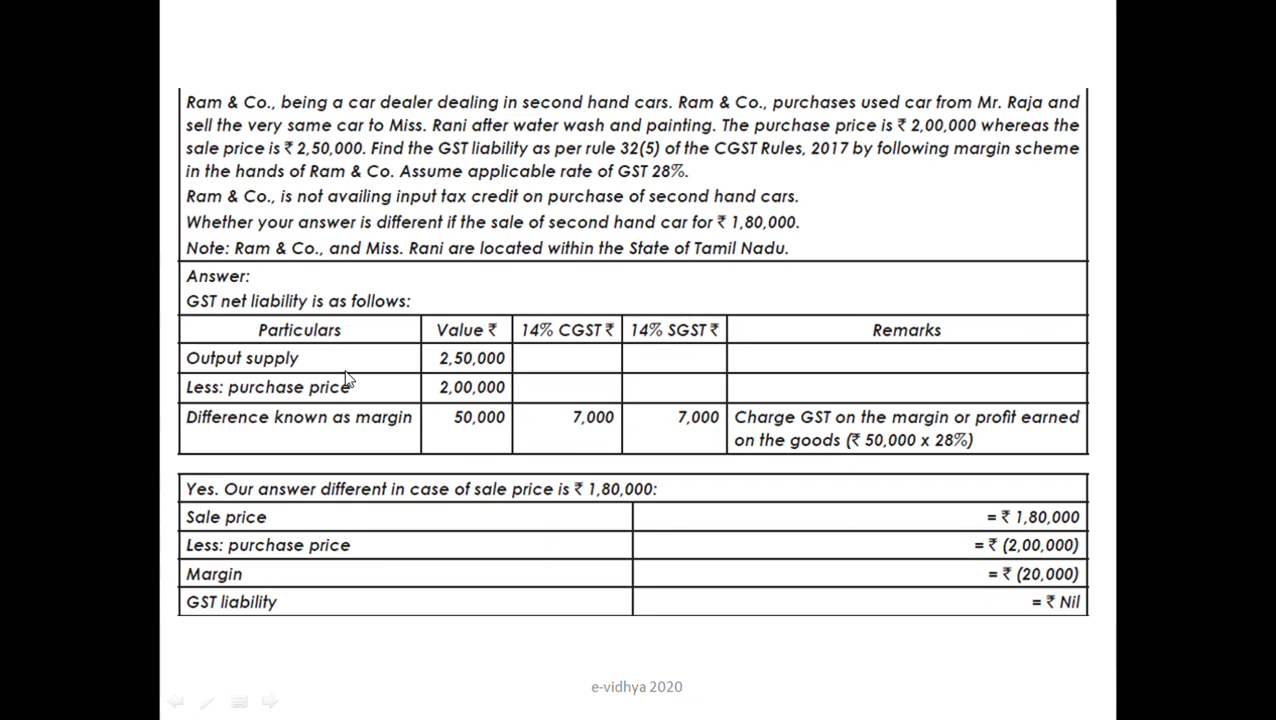 Ram & Co., being a car dealer dealing in second hand cars. Ram & Co., purchases used car from Mr. Raja and
sell the very same car to Miss. Rani after water wash and painting. The purchase price is ₹ 2,00,000 whereas the
sale price is ₹ 2,50,000. Find the GST liability as per rule 32(5) of the CGST Rules, 2017 by following margin scheme
in the hands of Ram & Co. Assume applicable rate of GST 28%.
Ram & Co., is not availing input tax credit on purchase of second hand cars.
Whether your answer is different if the sale of second hand car for ₹ 1,80,000.
Note: Ram & Co., and Miss. Rani are located within the State of Tamil Nadu.
Answer:
GST net liability is as follows:
Particulars Value ₹ 14% CGST ₹ 14% SGST ₹ Remarks
Output supply 2,50,000
Less: purchase price 2,00,000
Difference known as margin 50,000 7,000 7,000 Charge GST on the margin or profit earned
on the goods (₹ 50,000 x 28%)
Yes. Our answer different in case of sale price is ₹ 1,80,000:
Sale price = ₹ 1,80,000
Less: purchase price = ₹ (2,00,000)
Margin = ₹ (20,000)
GST liability = ₹ Nil
e-vidhya 2020